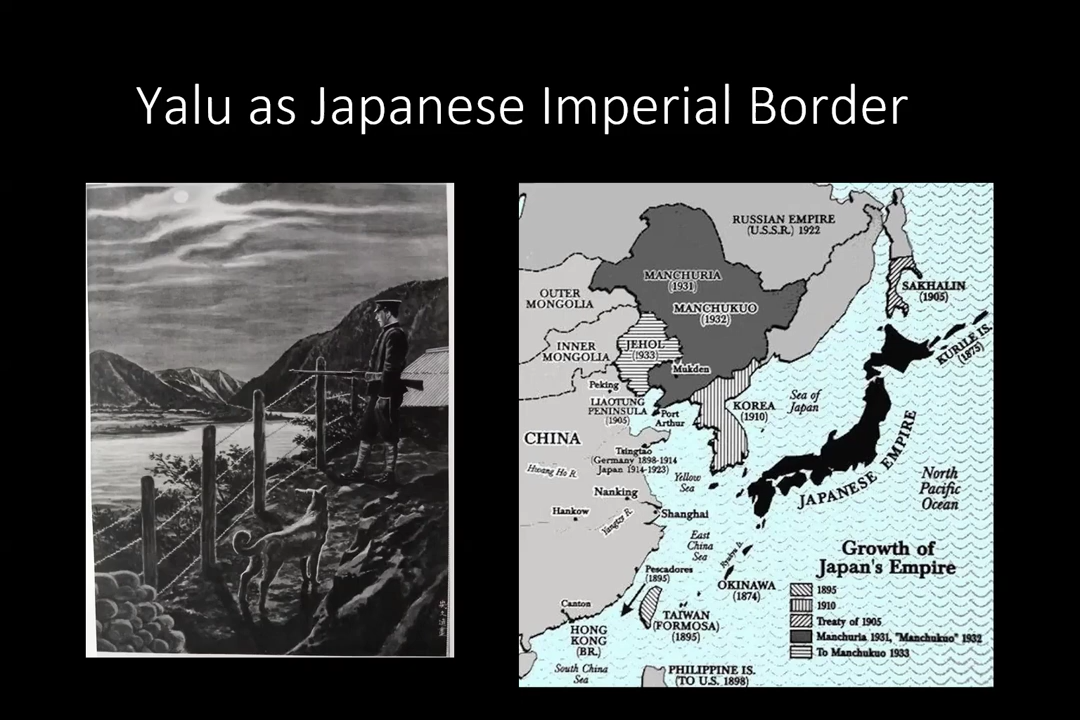 Yalu as Japanese Imperial Border
RUSSIAN EMPIRE
(U.S.S.R.) 1922
MANCHURIA
(1931)
SAKHALIN
(1905)
OUTER
MONGOLIA
MANCHUKUO
(1932)
KURILE IS.
(1875)
INNER
MONGOLIA
JEHOL
(1933)
Mukden
Peking
LIAOTUNG
PENINSULA
(1905)
Port
Arthur
KOREA
(1910)
Sea of
Japan
CHINA
Tsingtao
(Germany 1898-1914
Japan 1914-1923)
Hwang Ho R.
Yellow
Sea
JAPANESE EMPIRE
North
Pacific
Ocean
Nanking
Hankow
Yangtzy R.
Shanghai
East
China
Sea
Ryukyu Is.
OKINAWA
(1874)
Pescadores
(1895)
Canton
TAIWAN
(FORMOSA)
(1895)
HONG
KONG
(BR.)
South China
Sea
PHILIPPINE IS.
(TO U.S. 1898)
Growth of
Japan's Empire
1895
1910
Treaty of 1905
Manchuria 1931, "Manchukuo" 1932
To Manchukuo 1933